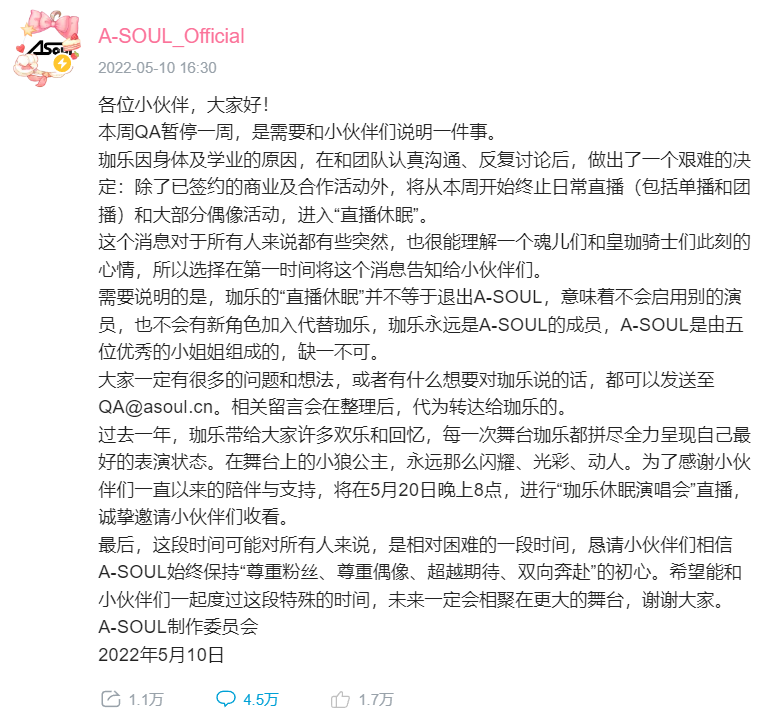 ASOUL
A-SOUL_Official
2022-05-10 16:30
各位小伙伴，大家好！
本周QA暂停一周，是需要和小伙伴们说明一件事。
珈乐因身体及学业的原因，在和团队认真沟通、反复讨论后，做出了一个艰难的决
定：除了已签约的商业及合作活动外，将从本周开始终止日常直播（包括单播和团
播）和大部分偶像活动，进入“直播休眠”。
这个消息对于所有人来说都有些突然，也很能理解一个魂儿们和皇珈骑士们此刻的
心情，所以选择在第一时间将这个消息告知给小伙伴们。
需要说明的是，珈乐的“直播休眠”并不等于退出A-SOUL，意味着不会启用别的演
员，也不会有新角色加入代替珈乐，珈乐永远是A-SOUL的成员，A-SOUL是由五
位优秀的小姐姐组成的，缺一不可。
大家一定有很多的问题和想法，或者有什么想要对珈乐说的话，都可以发送至
QA@asoul.cn。相关留言会在整理后，代为转达给珈乐的。
过去一年，珈乐带给大家许多欢乐和回忆，每一次舞台珈乐都拼尽全力呈现自己最
好的表演状态。在舞台上的小狼公主，永远那么闪耀、光彩、动人。为了感谢小伙
伴们一直以来的陪伴与支持，将在5月20日晚上8点，进行“珈乐休眠演唱会”直播，
诚挚邀请小伙伴们收看。
最后，这段时间可能对所有人来说，是相对困难的一段时间，恳请小伙伴们相信
A-SOUL始终保持“尊重粉丝、尊重偶像、超越期待、双向奔赴”的初心。希望能和
小伙伴们一起度过这段特殊的时间，未来一定会相聚在更大的舞台，谢谢大家。
A-SOUL制作委员会
2022年5月10日
1.1万 4.5万 1.7万